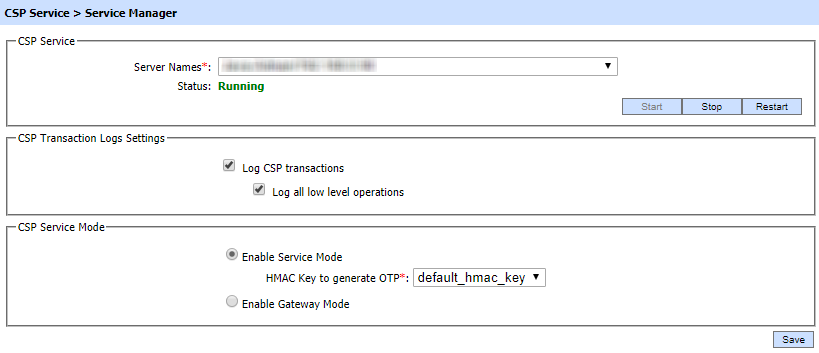 CSP Service > Service Manager
CSP Service
Server Names*:
Status: Running
Start Stop Restart
CSP Transaction Logs Settings
Log CSP transactions
Log all low level operations
CSP Service Mode
Enable Service Mode
HMAC Key to generate OTP*: default_hmac_key
Enable Gateway Mode
Save